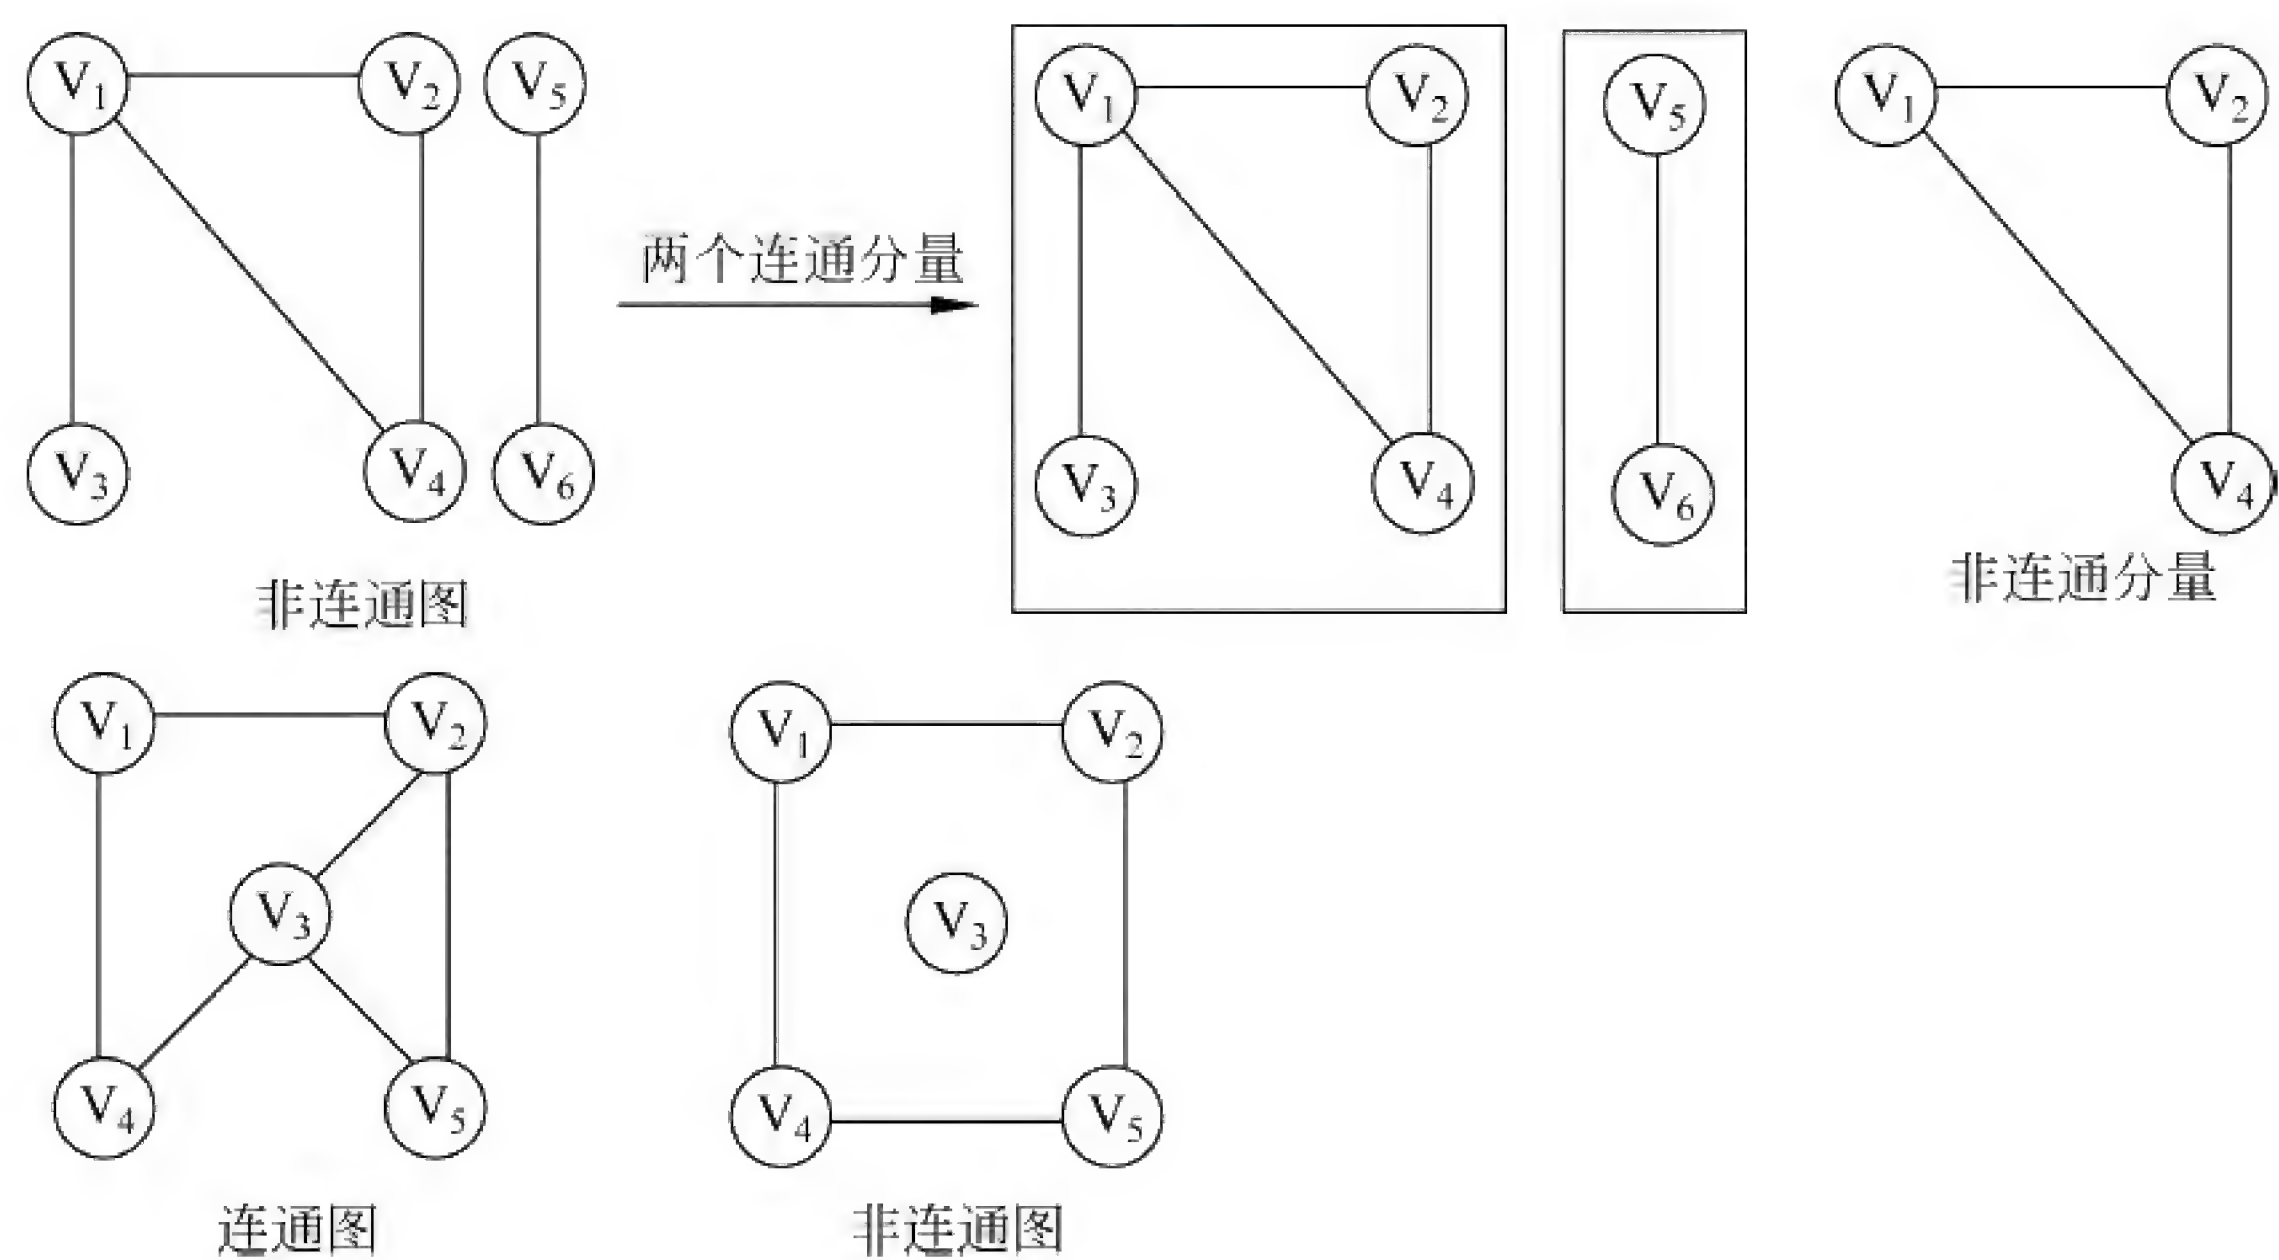 V1 V2 V5 V1 V2 V5 V1 V2
两个连通分量
V3 V4 V6 V3 V4 V6 V4
非连通图 非连通分量
V1 V2 V1 V2
V3 V3
V4 V5 V4 V5
连通图 非连通图